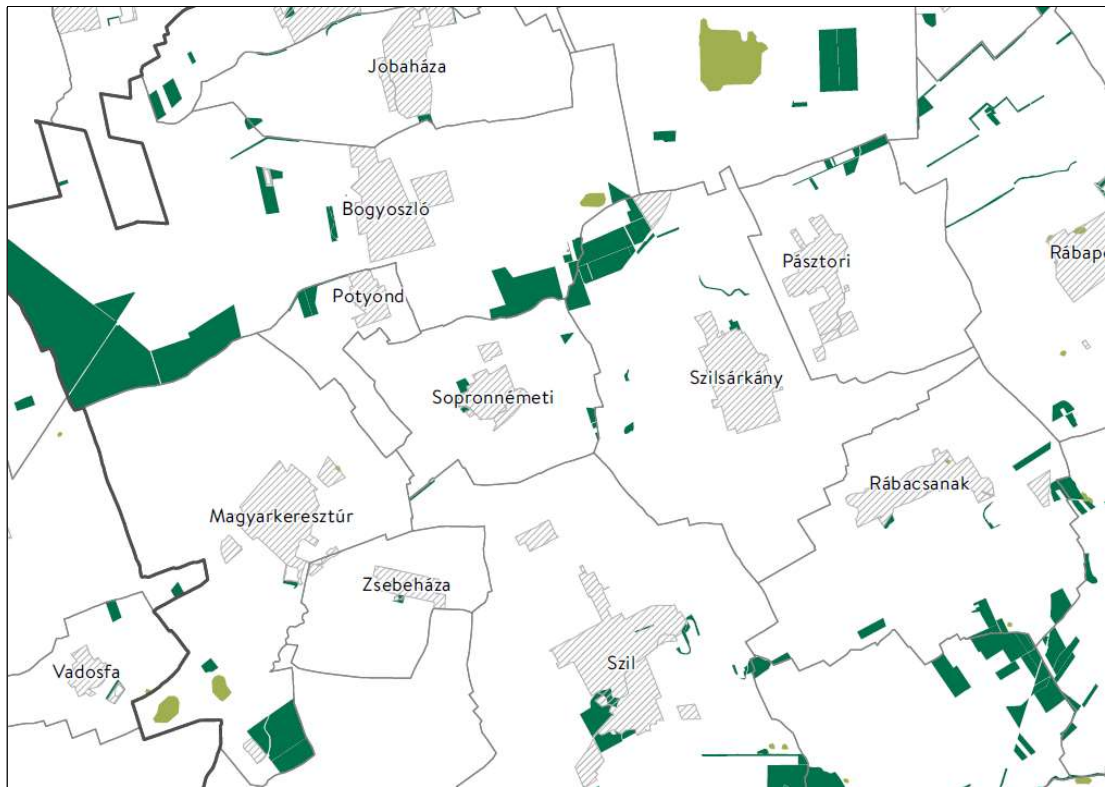 Jobaháza
Bogyoszló
Pásztori
Potyond
Szilsárkány
Sopronnémeti
Rábacsanak
Magyarkeresztúr
Zsebeháza
Szil
Vadosfa